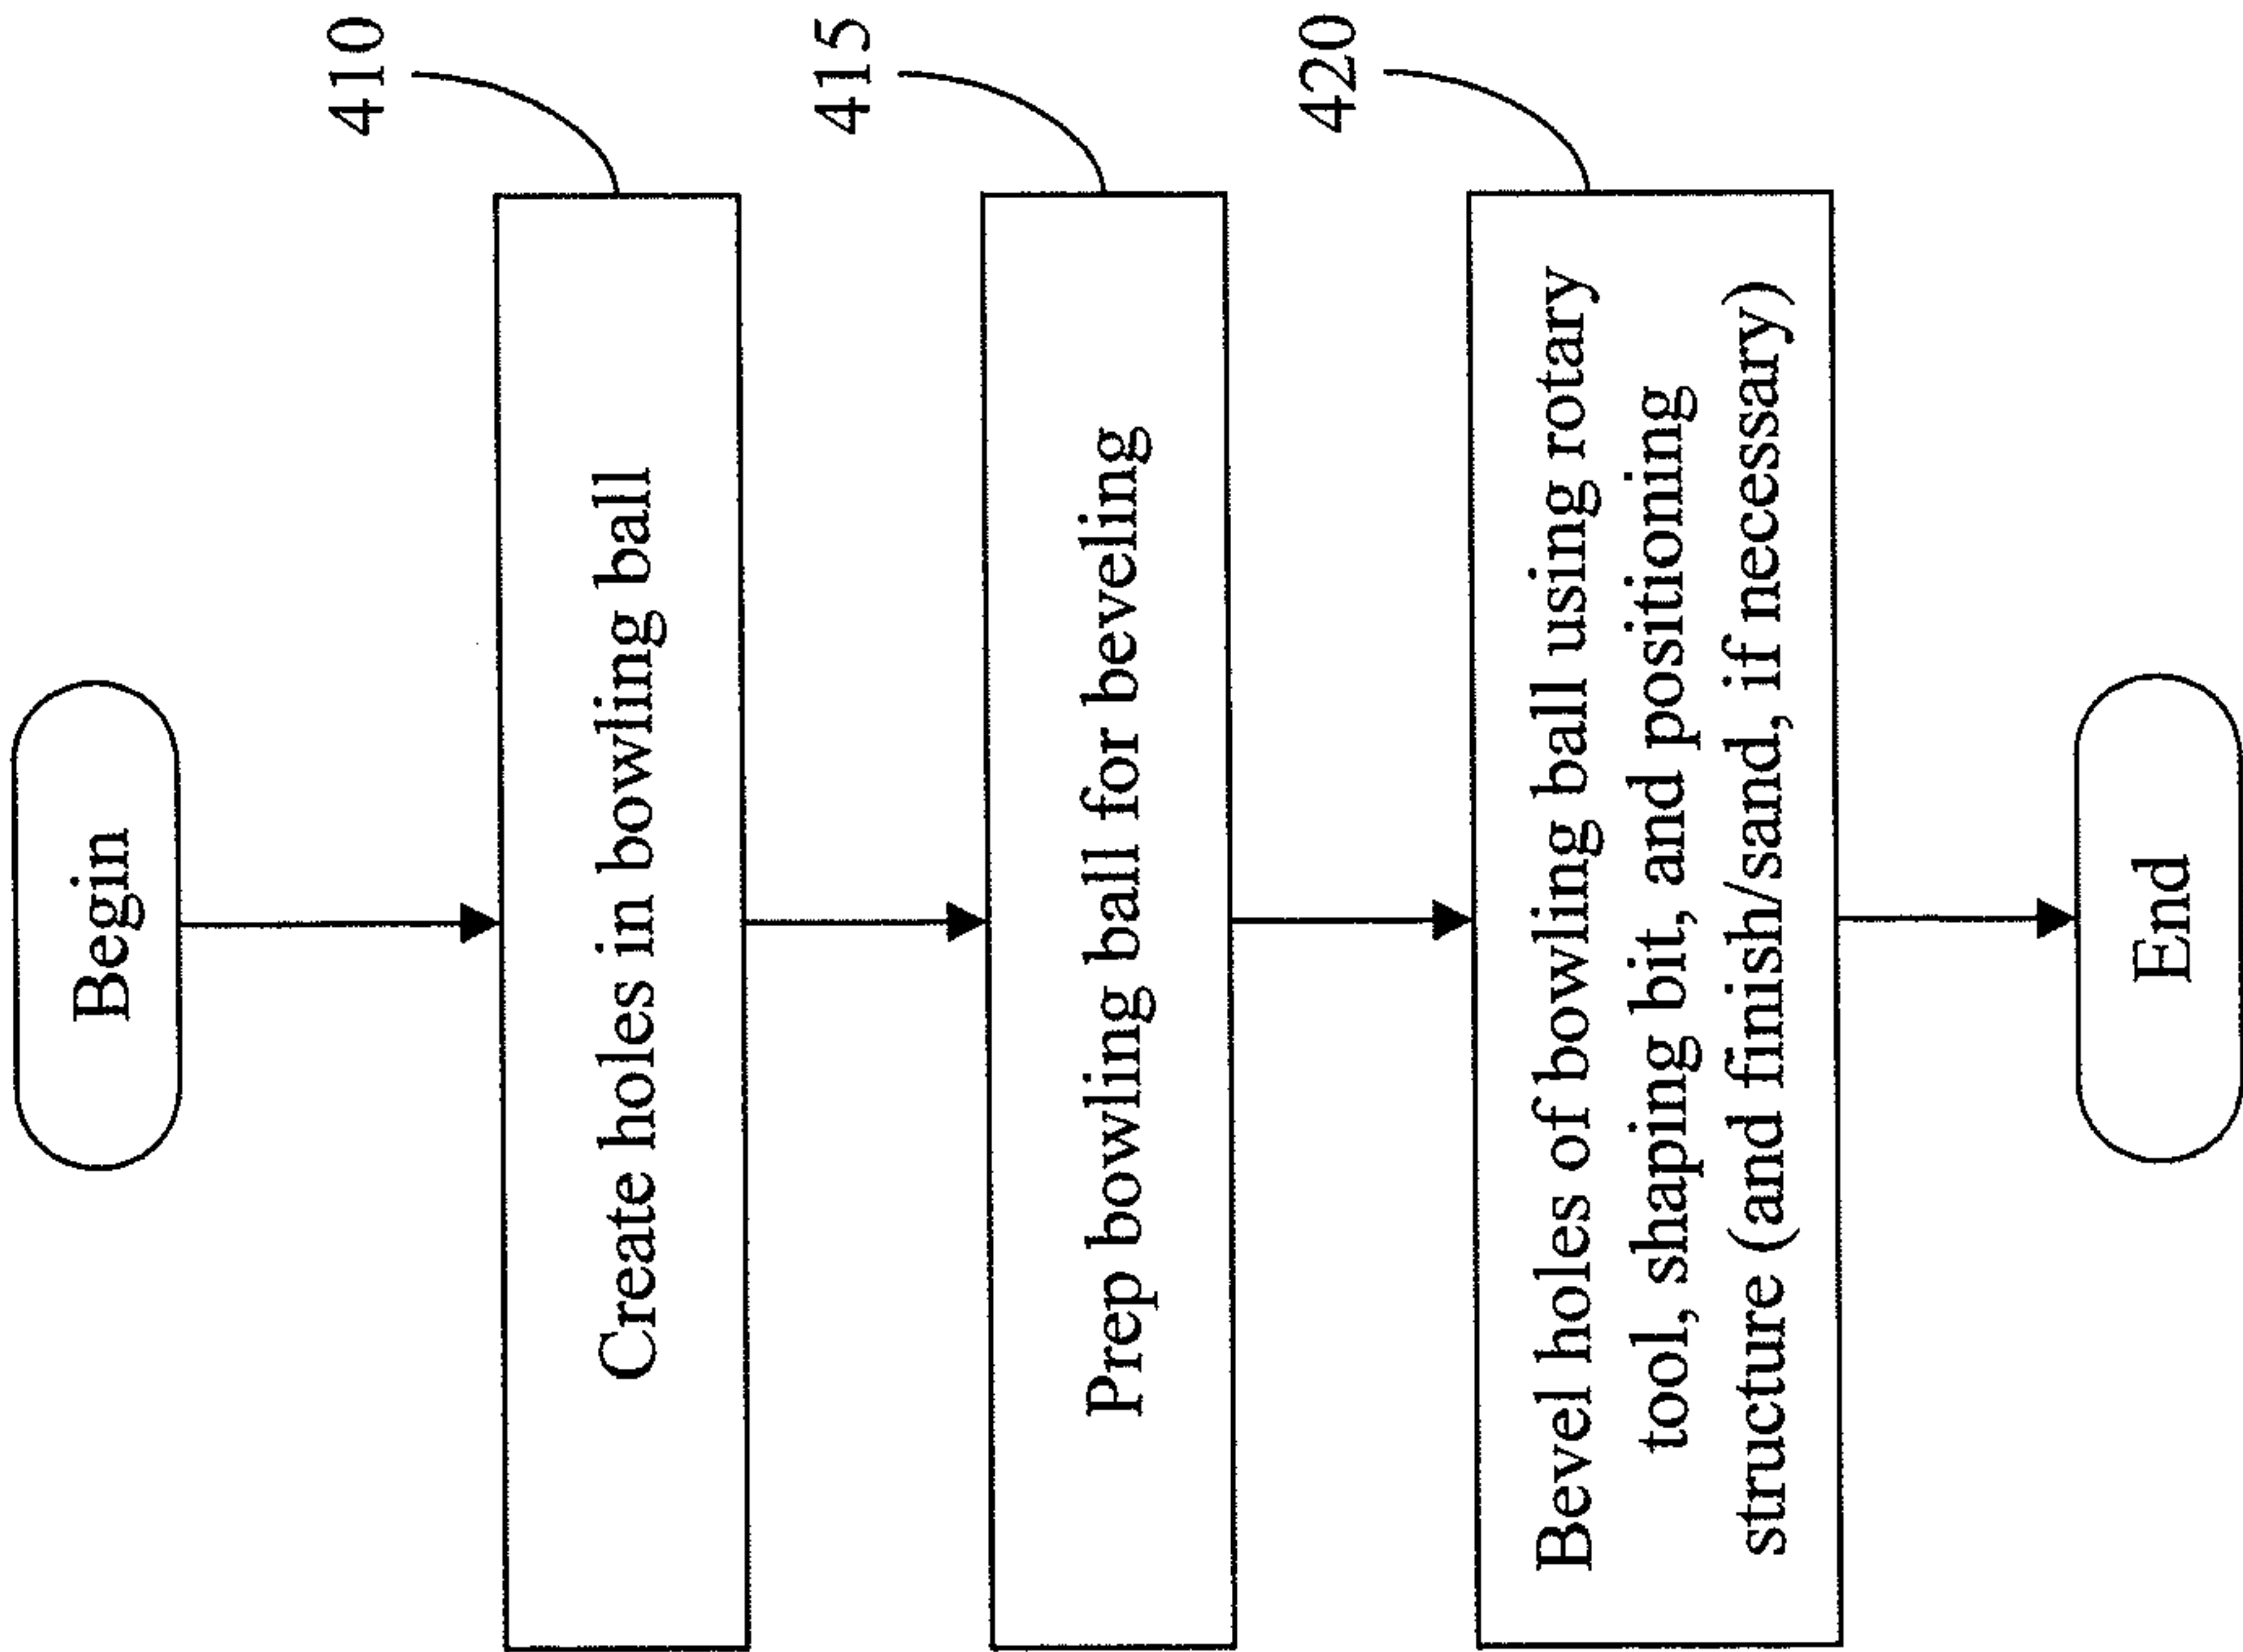 Begin
410
Create holes in bowling ball
415
Prep bowling ball for beveling
420
Bevel holes of bowling ball using rotary
tool, shaping bit, and positioning
structure (and finish/sand, if necessary)
End